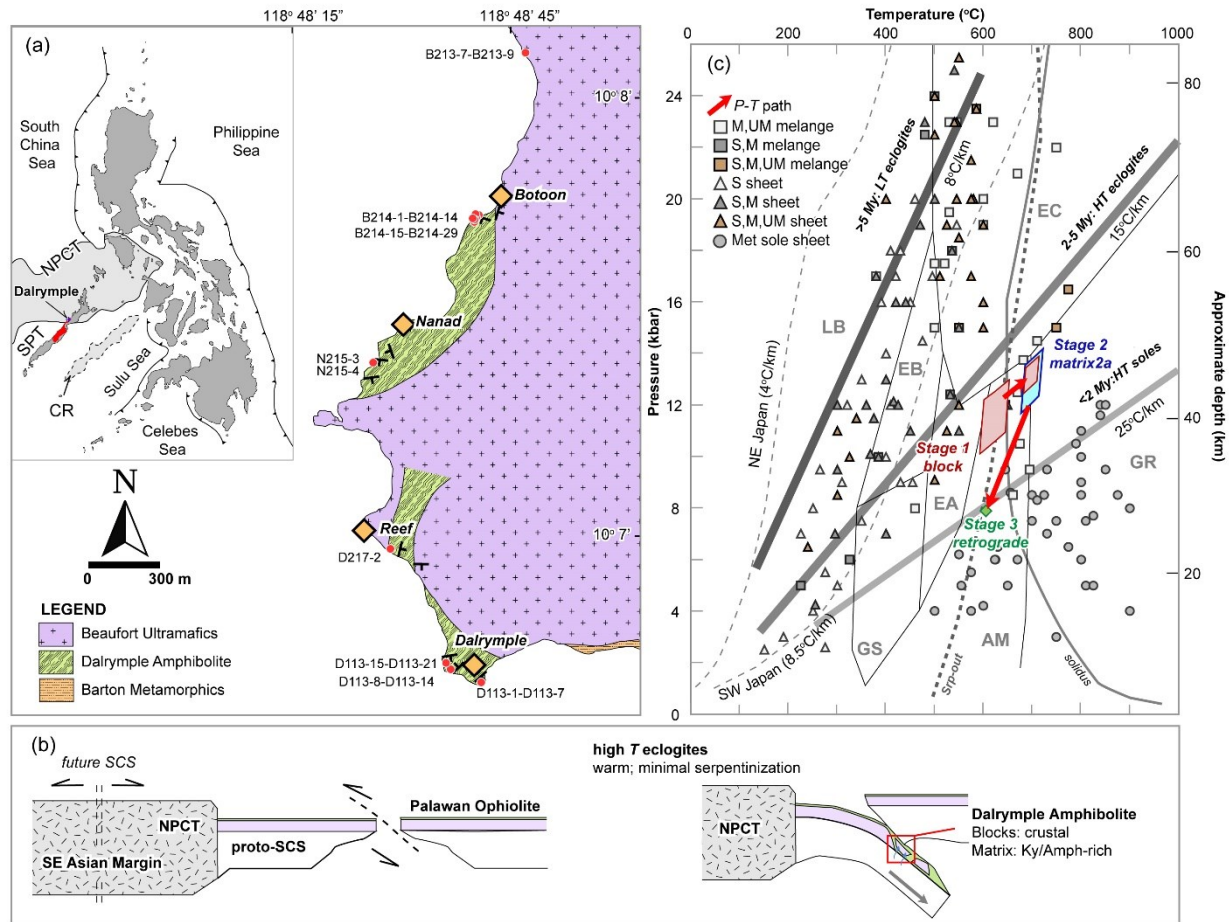 (a)
118° 48' 15"
118° 48' 45"
South
China
Sea
Philippine
Sea
NPCT
Dalrymple
SPT
CR
Sulu Sea
Celebes
Sea
N
0
300 m
LEGEND
Beaufort Ultramafics
Dalrymple Amphibolite
Barton Metamorphics
B213-7-B213-9
10° 8'
Botoon
B214-1-B214-14
B214-15-B214-29
Nanad
N215-3
N215-4
Reef
10° 7'
D217-2
Dalrymple
D113-15-D113-21
D113-8-D113-14
D113-1-D113-7
(c)
Temperature (°C)
0
200
400
600
800
1000
Pressure (kbar)
24
20
16
12
8
4
0
Approximate depth (km)
80
60
40
20
P-T path
M,UM melange
S,M melange
S,M,UM melange
S sheet
S,M sheet
S,M,UM sheet
Met sole sheet
>5 My: LT eclogites
8°C/km
2-5 My: HT eclogites
15°C/km
<2 My:HT soles
25°C/km
NE Japan (4°C/km)
SW Japan (8.5°C/km)
LB
EB
EC
EA
GS
AM
GR
Srp-out
solidus
Stage 1
block
Stage 2
matrix2a
Stage 3
retrograde
(b)
future SCS
NPCT
SE Asian Margin
proto-SCS
Palawan Ophiolite
high T eclogites
warm; minimal serpentinization
NPCT
Dalrymple Amphibolite
Blocks: crustal
Matrix: Ky/Amph-rich